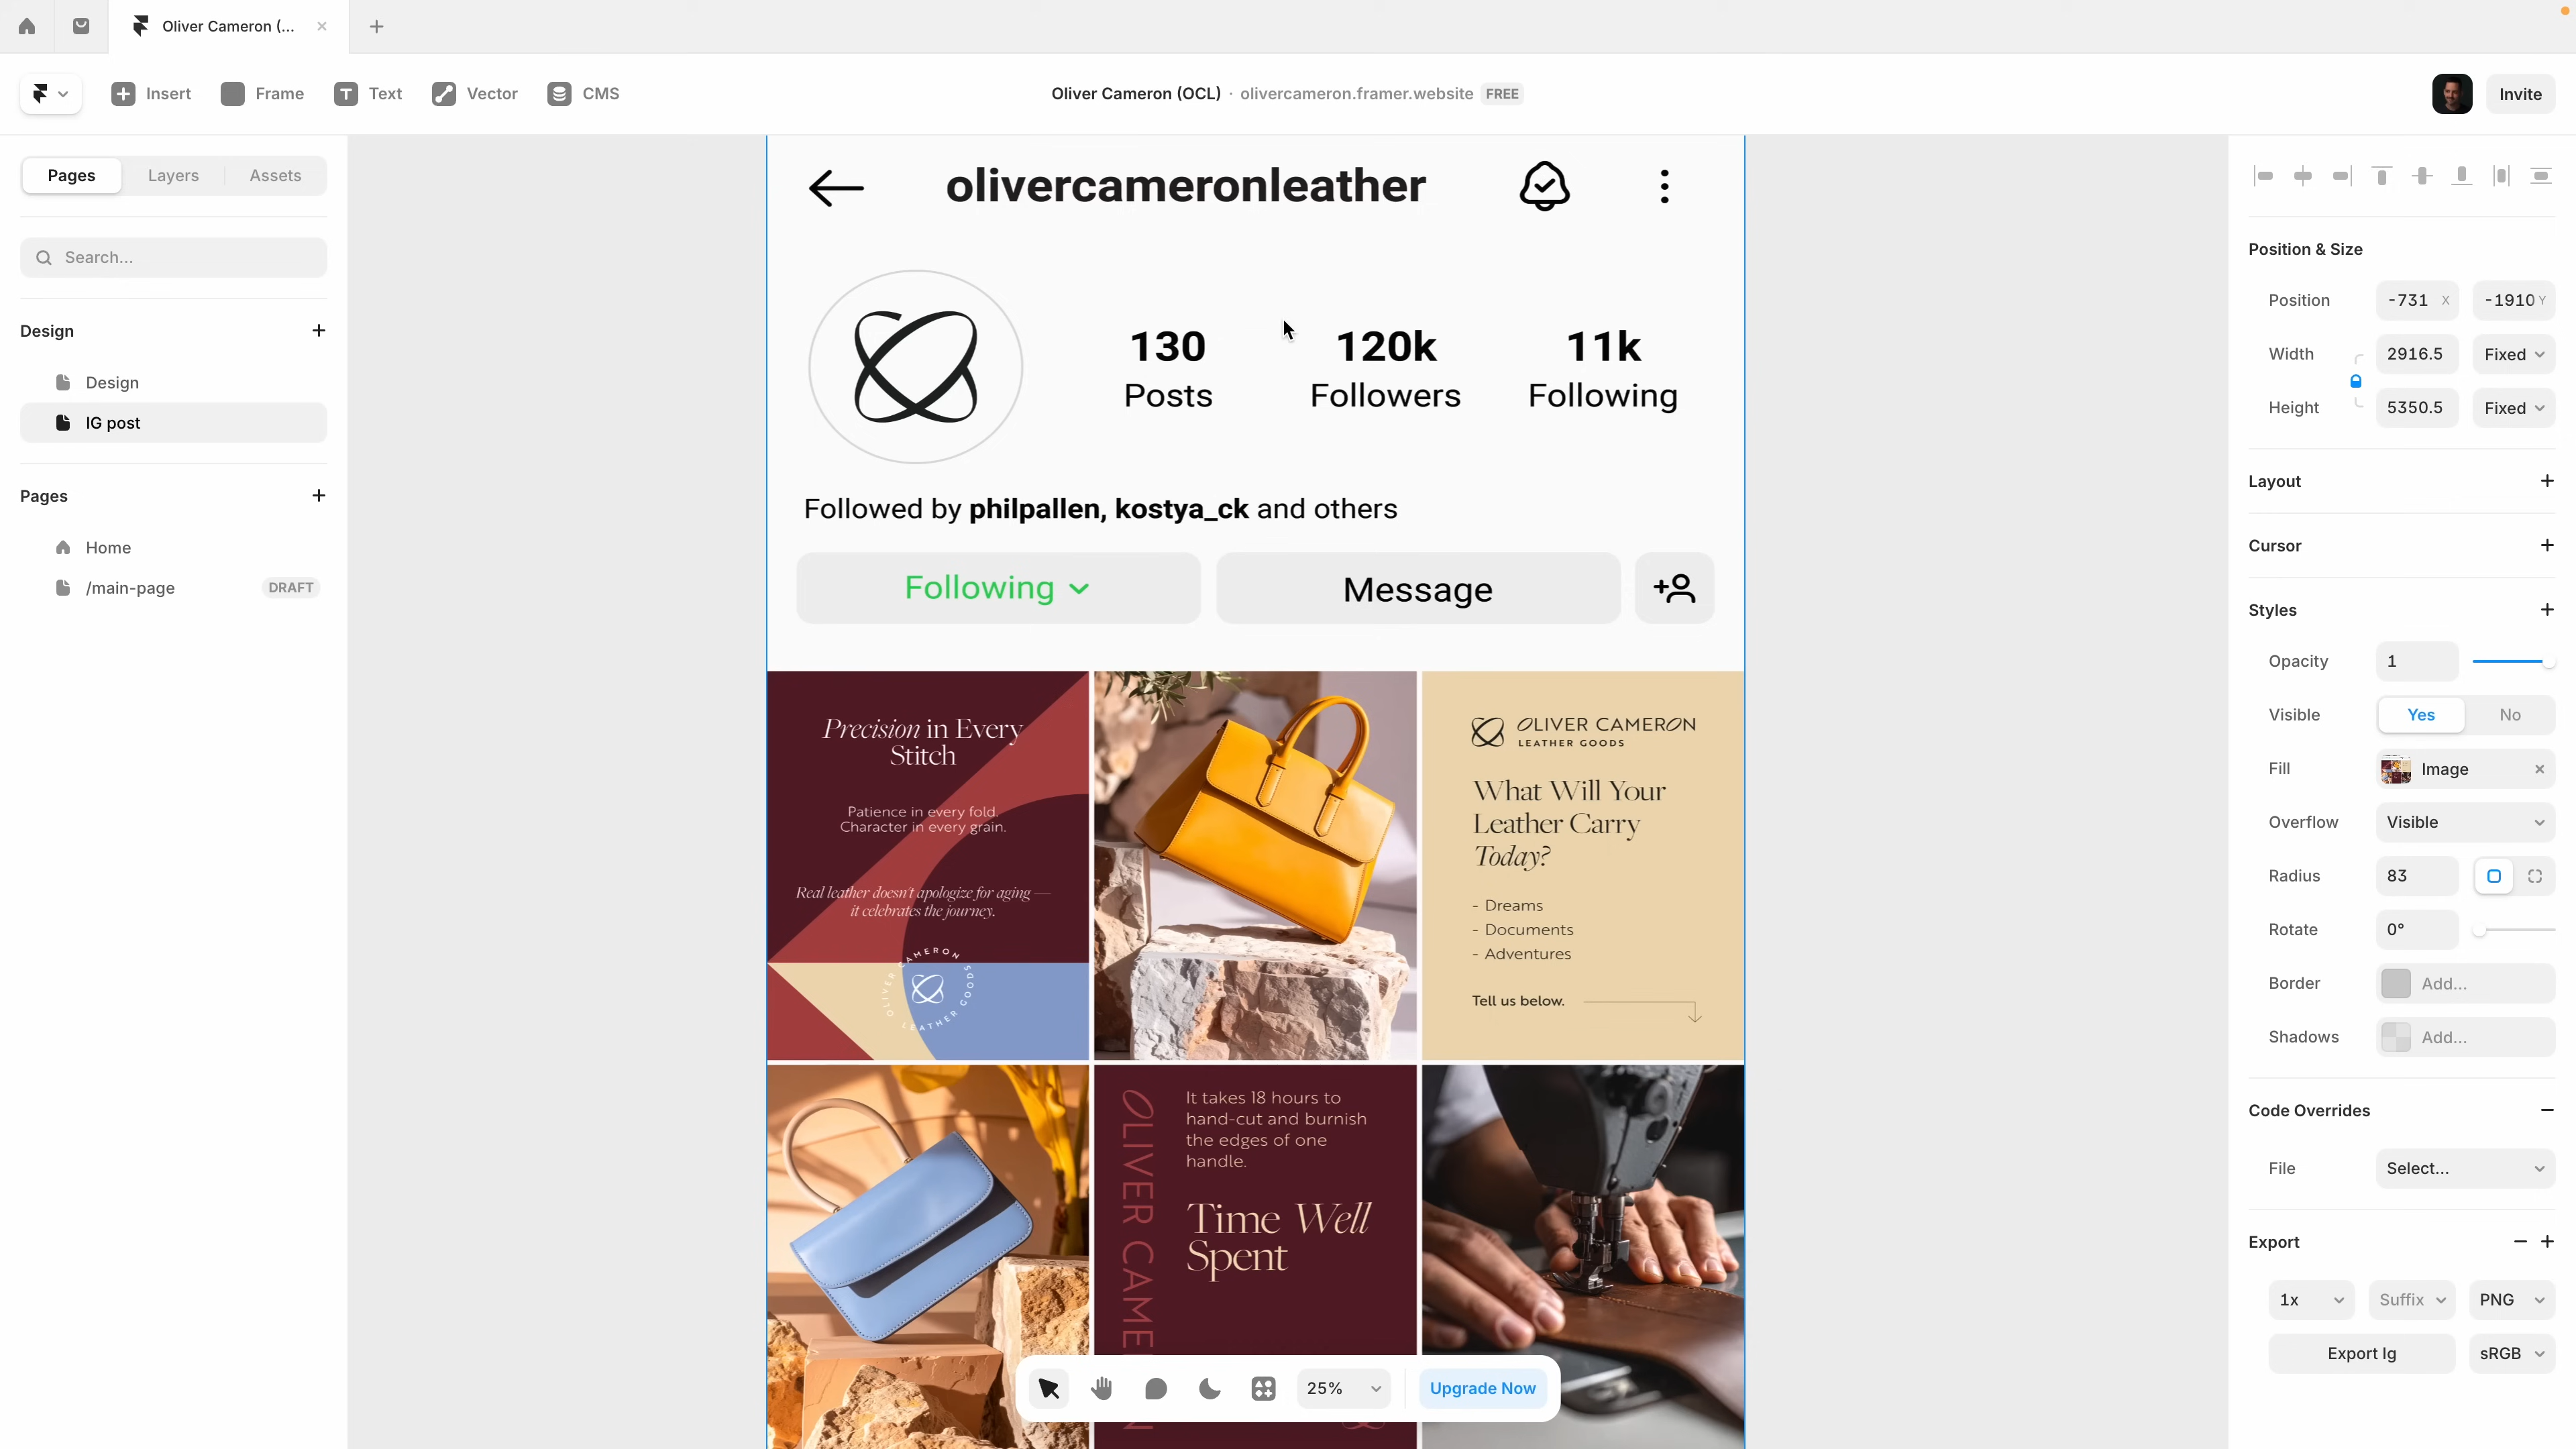 Oliver Cameron (...
Insert
Frame
Text
Vector
CMS
Oliver Cameron (OCL) · olivercameron.framer.website FREE
Invite
Pages
Layers
Assets
Search...
Design
Design
IG post
Pages
Home
/main-page DRAFT
olivercameronleather
130
Posts
120k
Followers
11k
Following
Followed by philpallen, kostya_ck and others
Following
Message
Precision in Every
Stitch
Patience in every fold.
Character in every grain.
Real leather doesn't apologize for aging —
it celebrates the journey.
OLIVER CAMERON
LEATHER GOODS
OLIVER CAMERON
LEATHER GOODS
What Will Your
Leather Carry
Today?
- Dreams
- Documents
- Adventures
Tell us below.
OLIVER CAMERON
It takes 18 hours to
hand-cut and burnish
the edges of one
handle.
Time Well
Spent
25%
Upgrade Now
Position & Size
Position -731 X -1910 Y
Width 2916.5 Fixed
Height 5350.5 Fixed
Layout
Cursor
Styles
Opacity 1
Visible Yes No
Fill Image
Overflow Visible
Radius 83
Rotate 0°
Border Add...
Shadows Add...
Code Overrides
File Select...
Export
1x Suffix PNG
Export Ig sRGB